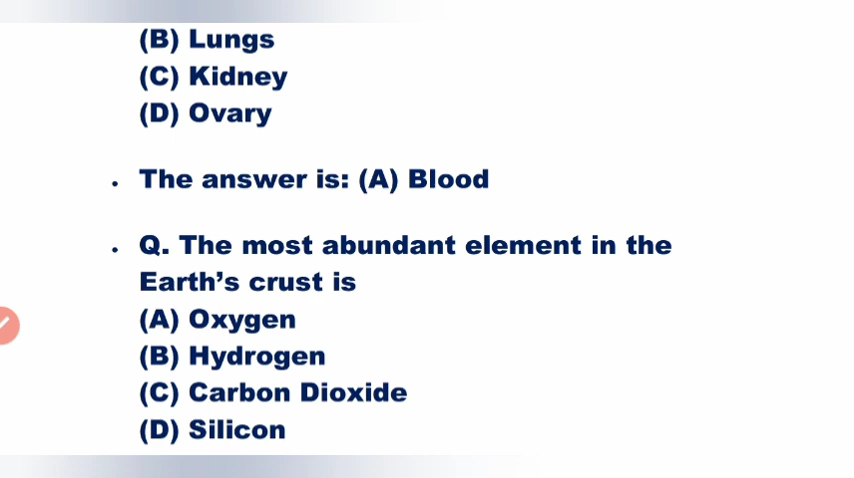 (B) Lungs
(C) Kidney
(D) Ovary
• The answer is: (A) Blood
• Q. The most abundant element in the
Earth’s crust is
(A) Oxygen
(B) Hydrogen
(C) Carbon Dioxide
(D) Silicon